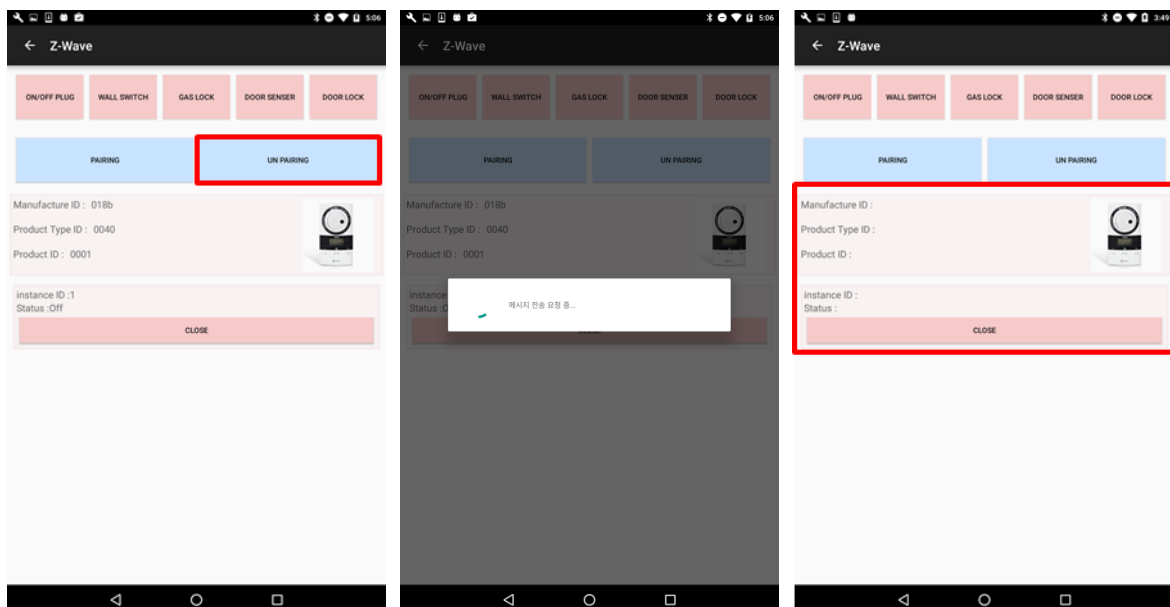 5:06
Z-Wave
ON/OFF PLUG WALL SWITCH GAS LOCK DOOR SENSER DOOR LOCK
PAIRING UN PAIRING
Manufacture ID : 018b
Product Type ID : 0040
Product ID : 0001
instance ID :1
Status :Off
CLOSE
5:06
Z-Wave
ON/OFF PLUG WALL SWITCH GAS LOCK DOOR SENSER DOOR LOCK
PAIRING UN PAIRING
Manufacture ID : 018b
Product Type ID : 0040
Product ID : 0001
instance
Status :O
메시지 전송 요청 중...
3:49
Z-Wave
ON/OFF PLUG WALL SWITCH GAS LOCK DOOR SENSER DOOR LOCK
PAIRING UN PAIRING
Manufacture ID :
Product Type ID :
Product ID :
instance ID :
Status :
CLOSE